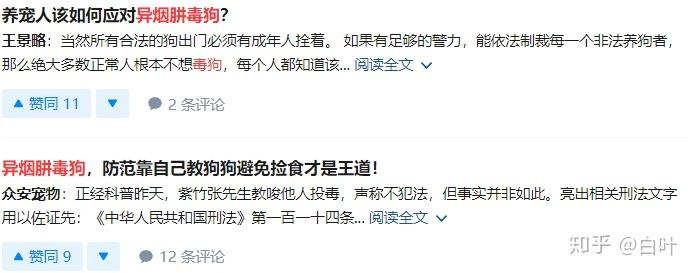 养宠人该如何应对异烟肼毒狗？
王景略：当然所有合法的狗出门必须有成年人拴着。 如果有足够的警力，能依法制裁每一个非法养狗者，
那么绝大多数正常人根本不想毒狗，每个人都知道该... 阅读全文
赞同 11
2 条评论
异烟肼毒狗，防范靠自己教狗狗避免捡食才是王道！
众安宠物：正经科普昨天，紫竹张先生教唆他人投毒，声称不犯法，但事实并非如此。亮出相关刑法文字
用以佐证先：《中华人民共和国刑法》第一百一十四条... 阅读全文
赞同 9
12 条评论
知乎 @白叶